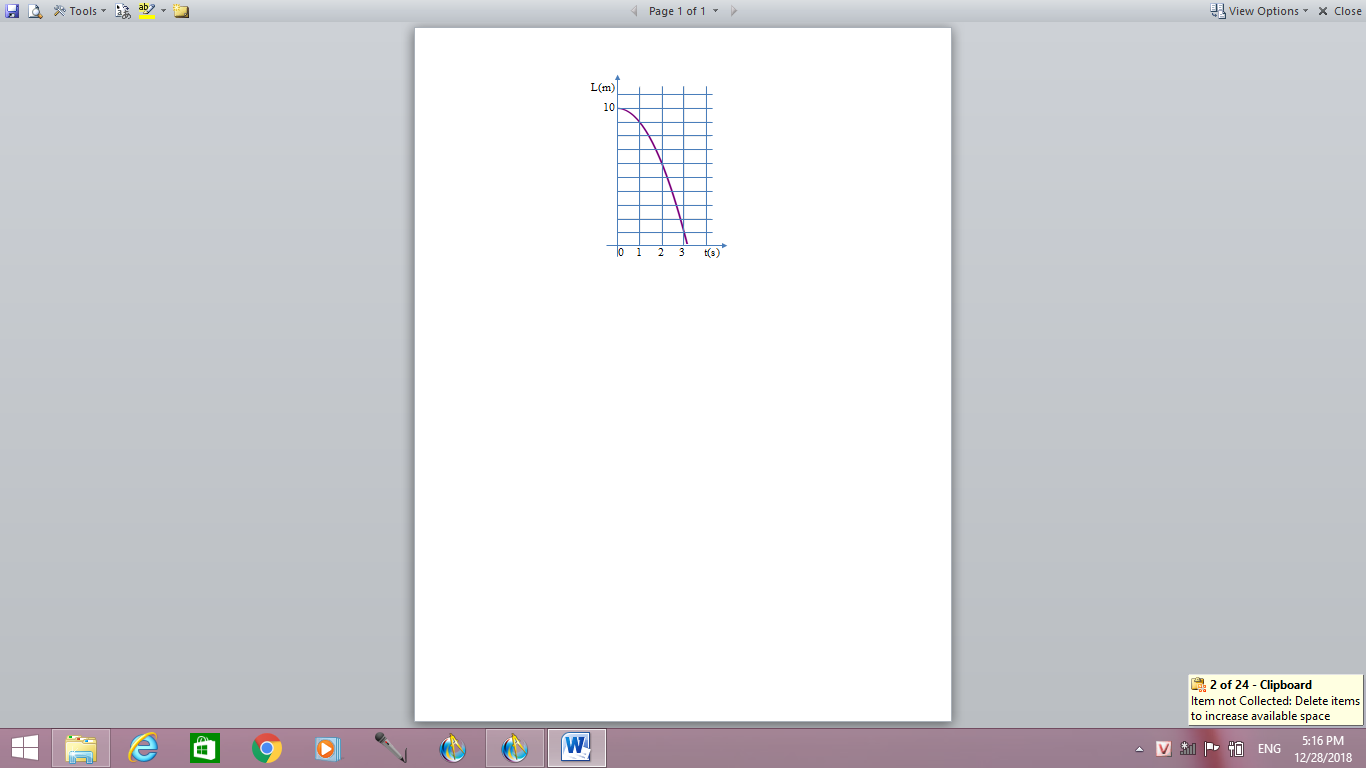 Tools
ab
Page 1 of 1
View Options
Close
L(m)
10
0 1 2 3 t(s)
2 of 24 - Clipboard
Item not Collected: Delete items
to increase available space
W
V
ENG
5:16 PM
12/28/2018